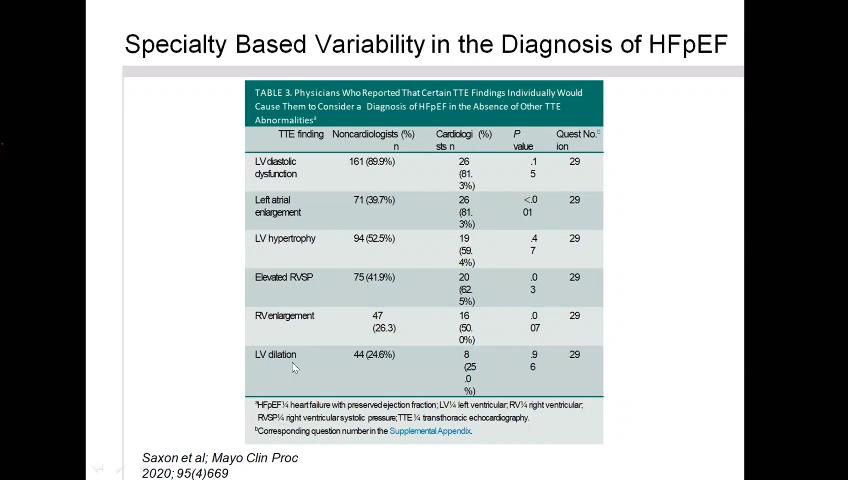 Specialty Based Variability in the Diagnosis of HFpEF
TABLE 3. Physicians Who Reported That Certain TTE Findings Individually Would
Cause Them to Consider a Diagnosis of HFpEF in the Absence of Other TTE
Abnormalitiesa
TTE finding Noncardiologists (%) n Cardiologi sts n (%) P value Quest No.b ion
LV diastolic dysfunction 161 (89.9%) 26 (81. 3%) .1 5 29
Left atrial enlargement 71 (39.7%) 26 (81. 3%) <.0 01 29
LV hypertrophy 94 (52.5%) 19 (59. 4%) .4 7 29
Elevated RVSP 75 (41.9%) 20 (62. 5%) .0 3 29
RV enlargement 47 (26.3) 16 (50. 0%) .0 07 29
LV dilation 44 (24.6%) 8 (25 .0 %) .9 6 29
aHFpEF¼ heart failure with preserved ejection fraction; LV¼ left ventricular; RV¼ right ventricular;
RVSP¼ right ventricular systolic pressure; TTE ¼ transthoracic echocardiography.
bCorresponding question number in the Supplemental Appendix.
Saxon et al; Mayo Clin Proc
2020; 95(4)669